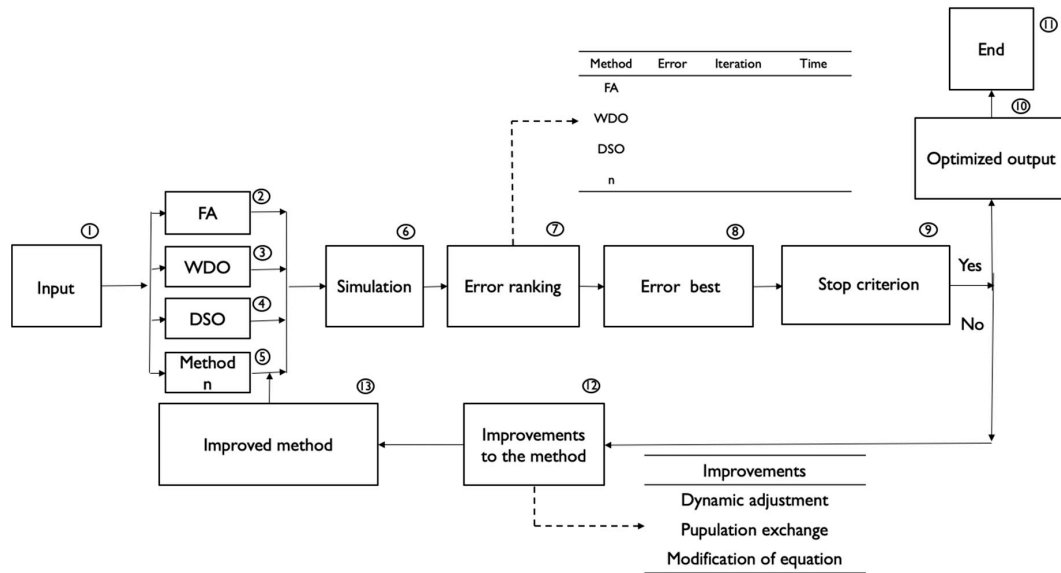 ① Input
② FA
③ WDO
④ DSO
⑤ Method
n
⑥ Simulation
⑦ Error ranking
Method Error Iteration Time
FA
WDO
DSO
n
⑧ Error best
⑨ Stop criterion
Yes
No
⑩ Optimized output
⑪ End
⑫ Improvements
to the method
Improvements
Dynamic adjustment
Pupulation exchange
Modification of equation
⑬ Improved method